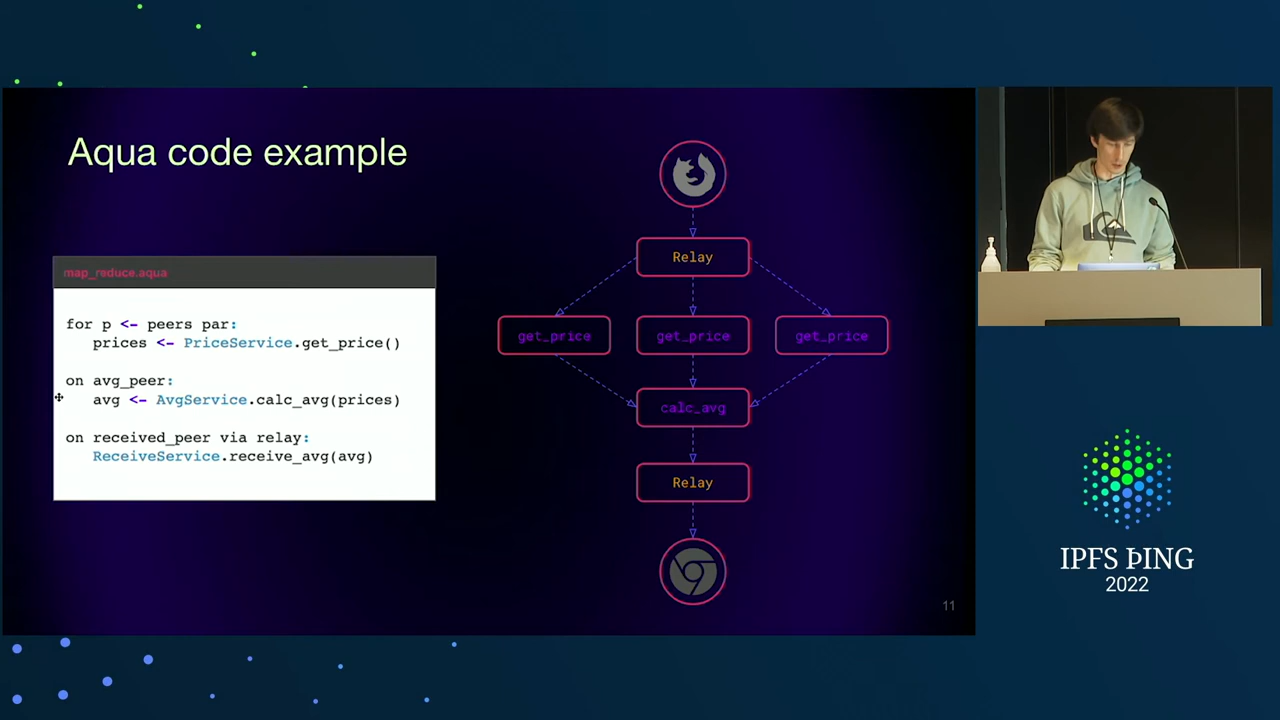 Aqua code example
map_reduce.aqua
for p <- peers par:
prices <- PriceService.get_price()
on avg_peer:
avg <- AvgService.calc_avg(prices)
on received_peer via relay:
ReceiveService.receive_avg(avg)
Relay
get_price get_price get_price
calc_avg
Relay
11
IPFS ÞING
2022